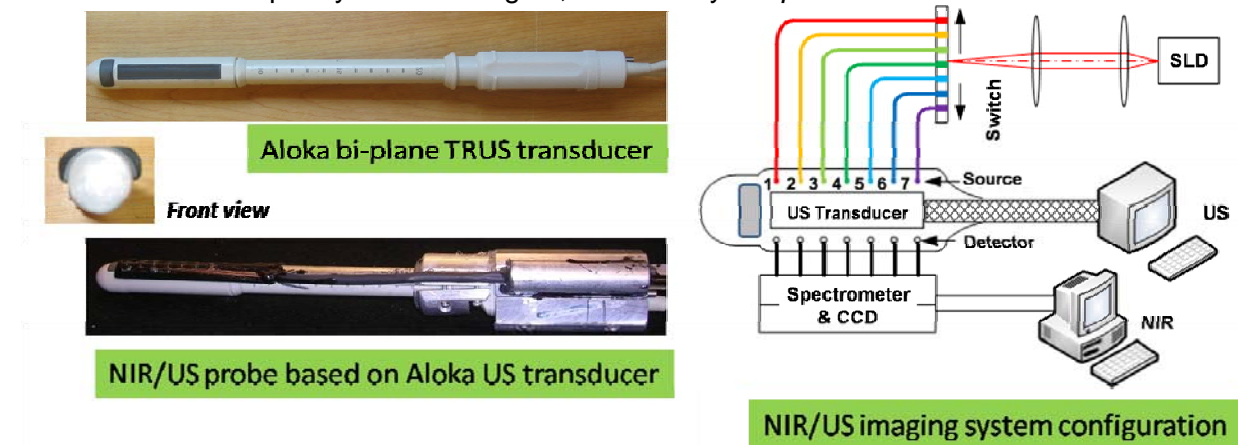 Aloka bi-plane TRUS transducer
Front view
NIR/US probe based on Aloka US transducer
SLD
Switch
1 2 3 4 5 6 7
Source
US Transducer
US
Detector
Spectrometer
& CCD
NIR
NIR/US imaging system configuration